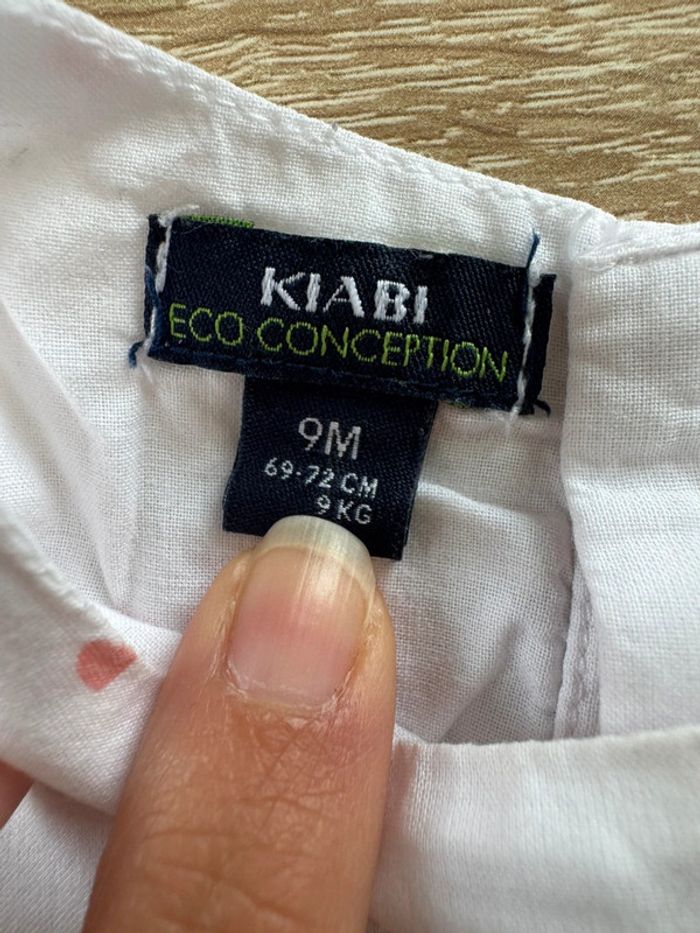 KIABI
ECO CONCEPTION
9M
69-72 CM
9 KG